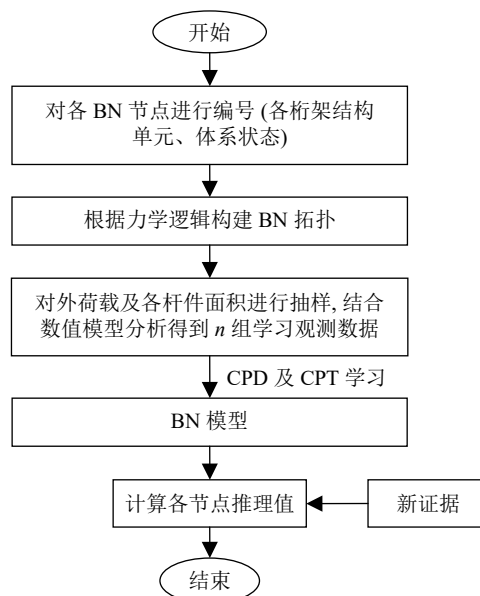 开始
对各 BN 节点进行编号 (各桁架结构
单元、体系状态)
根据力学逻辑构建 BN 拓扑
对外荷载及各杆件面积进行抽样, 结合
数值模型分析得到 n 组学习观测数据
CPD 及 CPT 学习
BN 模型
计算各节点推理值
新证据
结束